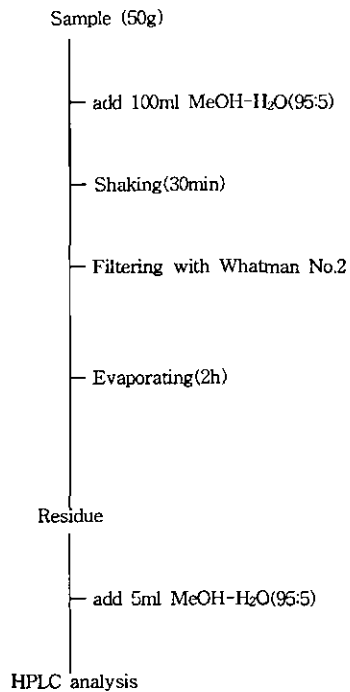 Sample (50g)
add 100ml MeOH-H₂O(95:5)
Shaking(30min)
Filtering with Whatman No.2
Evaporating(2h)
Residue
add 5ml MeOH-H₂O(95:5)
HPLC analysis